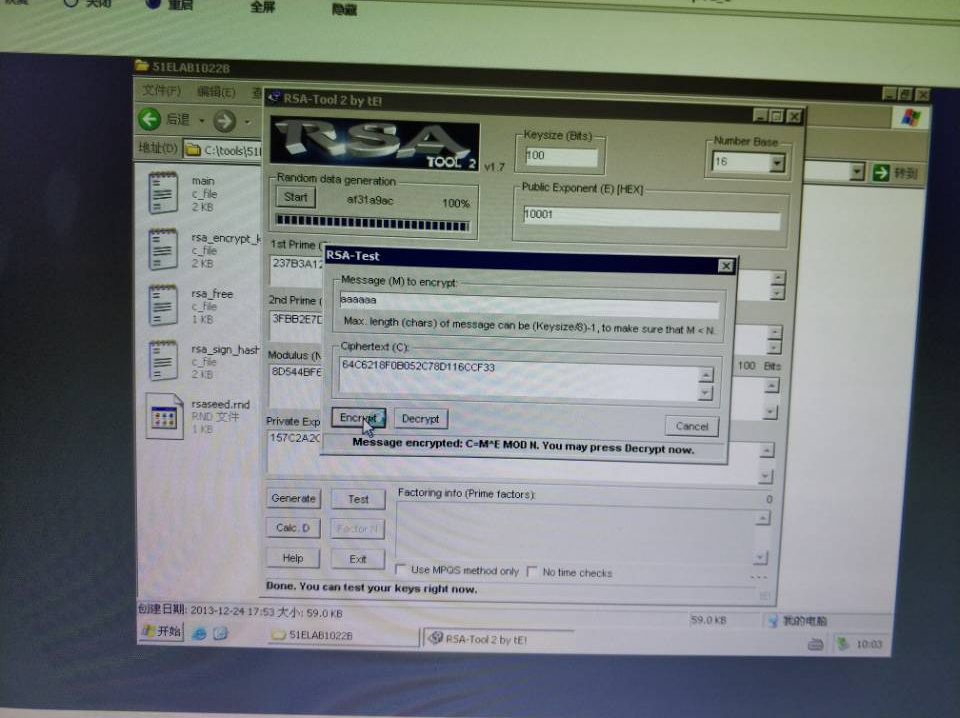 关闭
重启
全屏
隐藏
51ELAB1022B
文件(F) 编辑(E) 查
后退
地址(D) C:\tools\51
转到
main
c_file
2 KB
rsa_encrypt_k
c_file
2 KB
rsa_free
c_file
1 KB
rsa_sign_hash
c_file
2 KB
rsaseed.rnd
RND 文件
1 KB
RSA-Tool 2 by tE!
RSA
TOOL 2 v1.7
Keysize (Bits)
100
Number Base
16
Random data generation
Start af31a9ac 100%
Public Exponent (E) [HEX]
10001
1st Prime (
237B3A12
2nd Prime (
3FBB2E7D
Modulus (N
100 Bits
8D544BFE
Private Exp
157C2A2C
RSA-Test
Message (M) to encrypt:
aaaaaa
Max. length (chars) of message can be (Keysize/8)-1, to make sure that M < N.
Ciphertext (C):
64C6218F0B052C78D116CCF33
Encrypt Decrypt Cancel
Message encrypted: C=M^E MOD N. You may press Decrypt now.
Generate Test
Factoring info (Prime factors): 0
Calc. D Factor N
Help Exit
Use MPQS method only No time checks
Done. You can test your keys right now.
创建日期: 2013-12-24 17:53 大小: 59.0 KB
59.0 KB 我的电脑
开始 51ELAB1022B RSA-Tool 2 by tE! 10:03